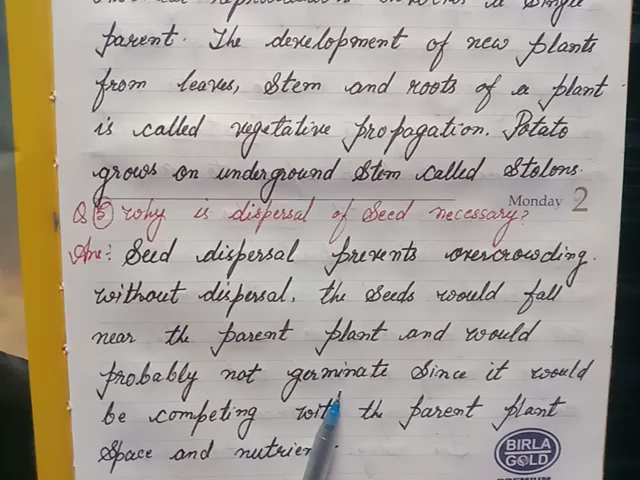 parent. The development of new plants
from leaves, Stem and roots of a plant
is called vegetative propagation. Potato
grows on underground Stem called Stolons.
Monday 2
Q 5 Why is dispersal of Seed necessary?
Ans: Seed dispersal prevents overcrowding.
without dispersal, the Seeds would fall
near the parent plant and would
probably not germinate Since it would
be competing with the parent plant
Space and
BIRLA
GOLD
PREMIUM